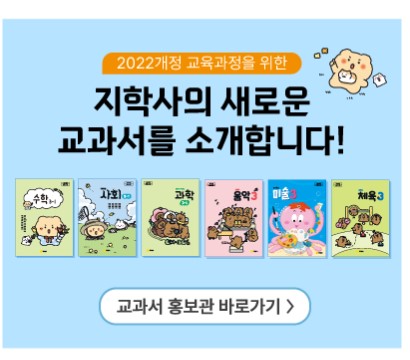 2022개정 교육과정을 위한
지학사의 새로운
교과서를 소개합니다!
수학
사회
과학
음악 3
미술 3
체육 3
교과서 홍보관 바로가기 >